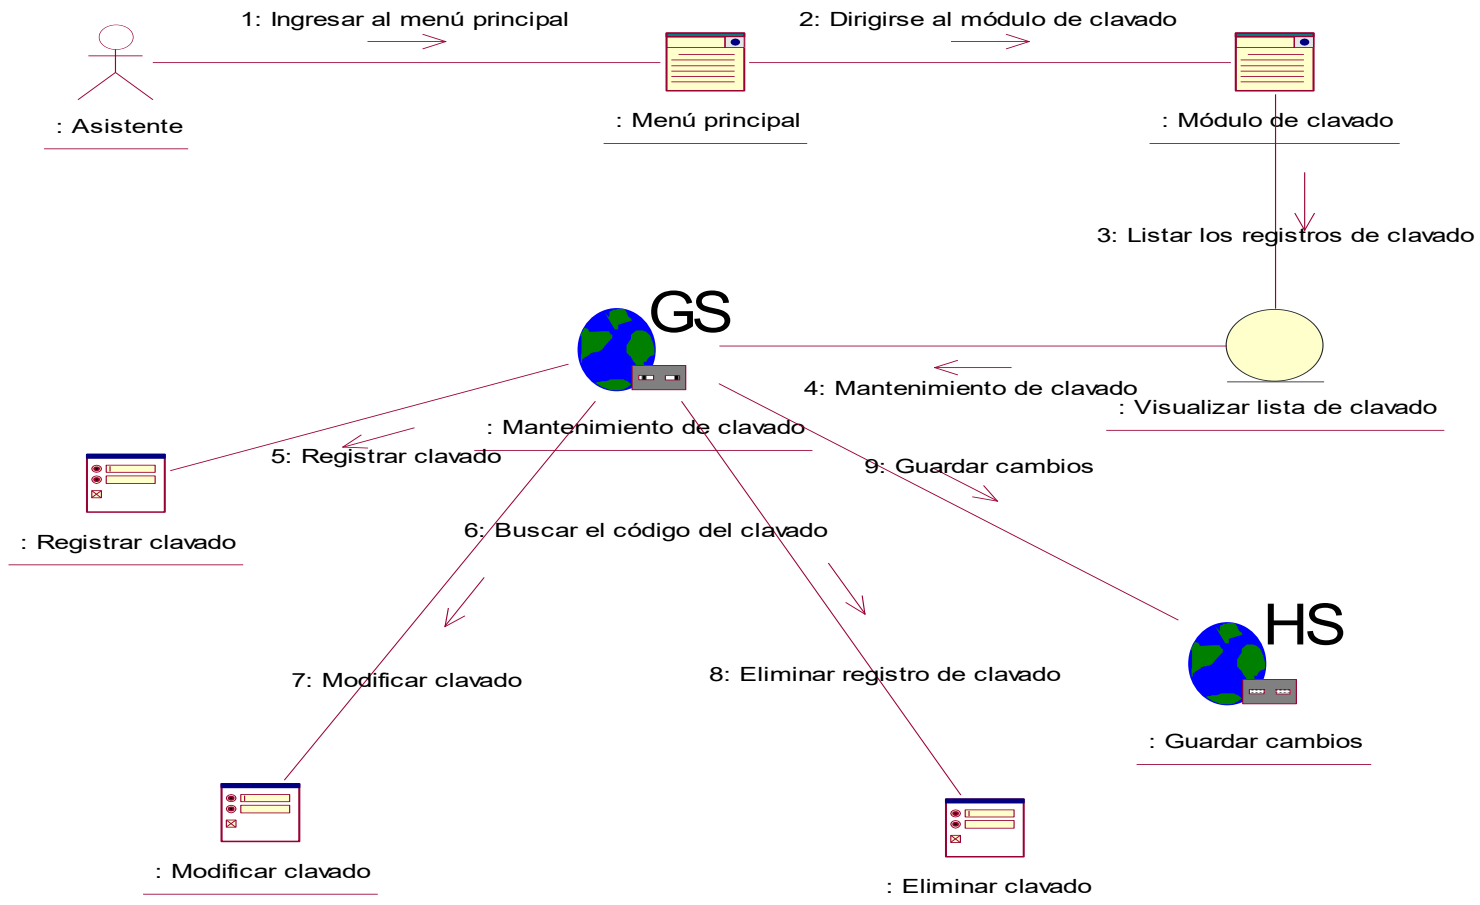 1: Ingresar al menú principal
2: Dirigirse al módulo de clavado
: Asistente
: Menú principal
: Módulo de clavado
3: Listar los registros de clavado
GS
4: Mantenimiento de clavado
: Visualizar lista de clavado
: Mantenimiento de clavado
5: Registrar clavado
9: Guardar cambios
: Registrar clavado
6: Buscar el código del clavado
HS
7: Modificar clavado
8: Eliminar registro de clavado
: Guardar cambios
: Modificar clavado
: Eliminar clavado